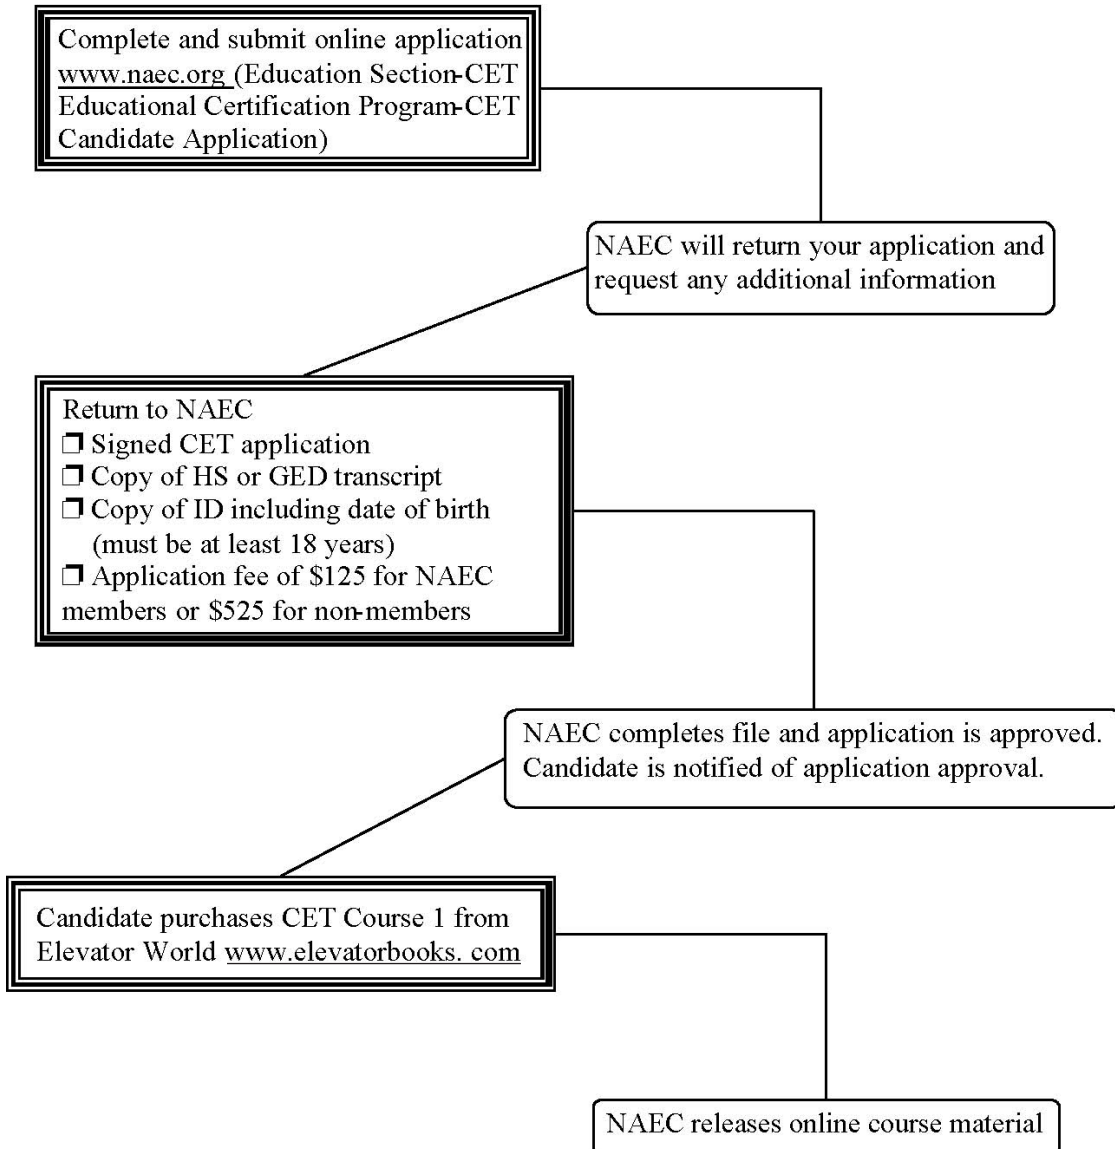 Complete and submit online application
www.naec.org (Education Section-CET
Educational Certification Program-CET
Candidate Application)
NAEC will return your application and
request any additional information
Return to NAEC
❒ Signed CET application
❒ Copy of HS or GED transcript
❒ Copy of ID including date of birth
(must be at least 18 years)
❒ Application fee of $125 for NAEC
members or $525 for non-members
NAEC completes file and application is approved.
Candidate is notified of application approval.
Candidate purchases CET Course 1 from
Elevator World www.elevatorbooks. com
NAEC releases online course material